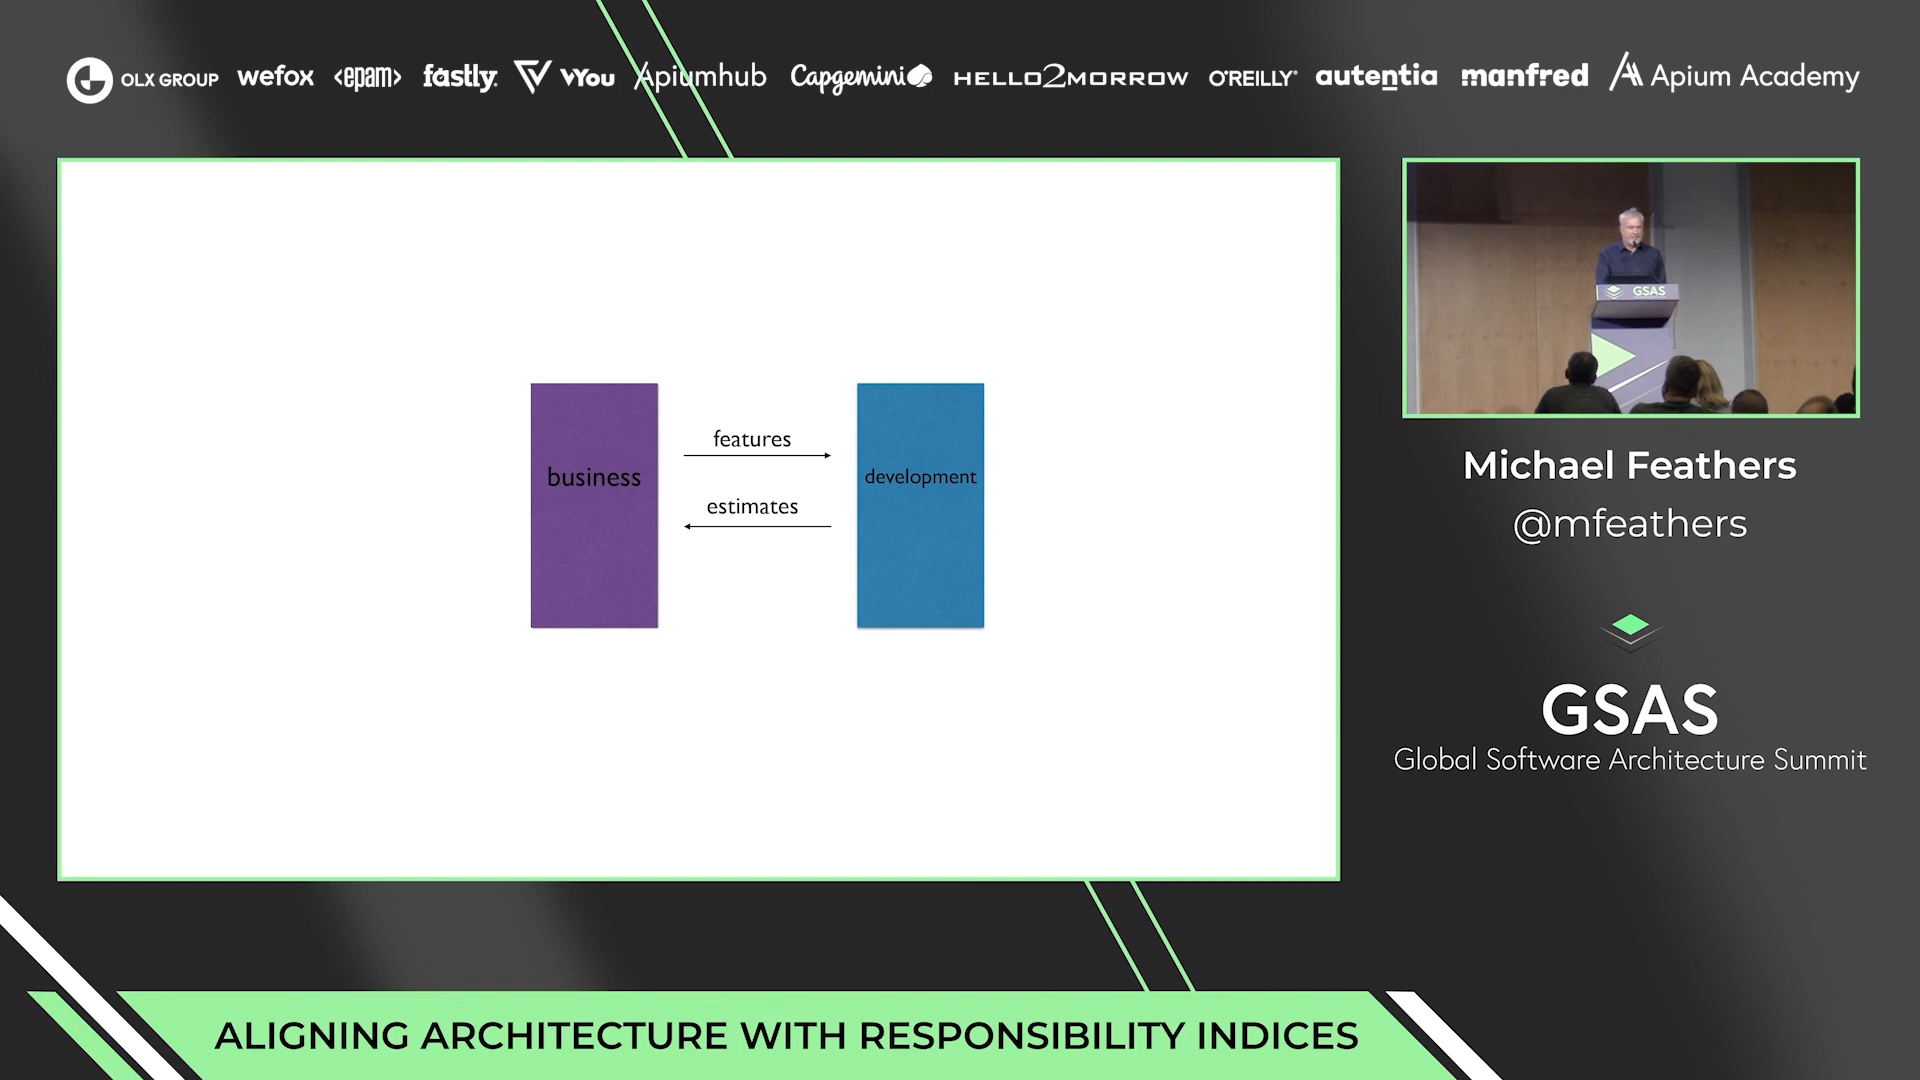 OLX GROUP wefox <epam> fastly VYou Apiumhub Capgemini HELLO2MORROW O'REILLY autentia manfred Apium Academy
business
features
estimates
development
GSAS
Michael Feathers
@mfeathers
GSAS
Global Software Architecture Summit
ALIGNING ARCHITECTURE WITH RESPONSIBILITY INDICES